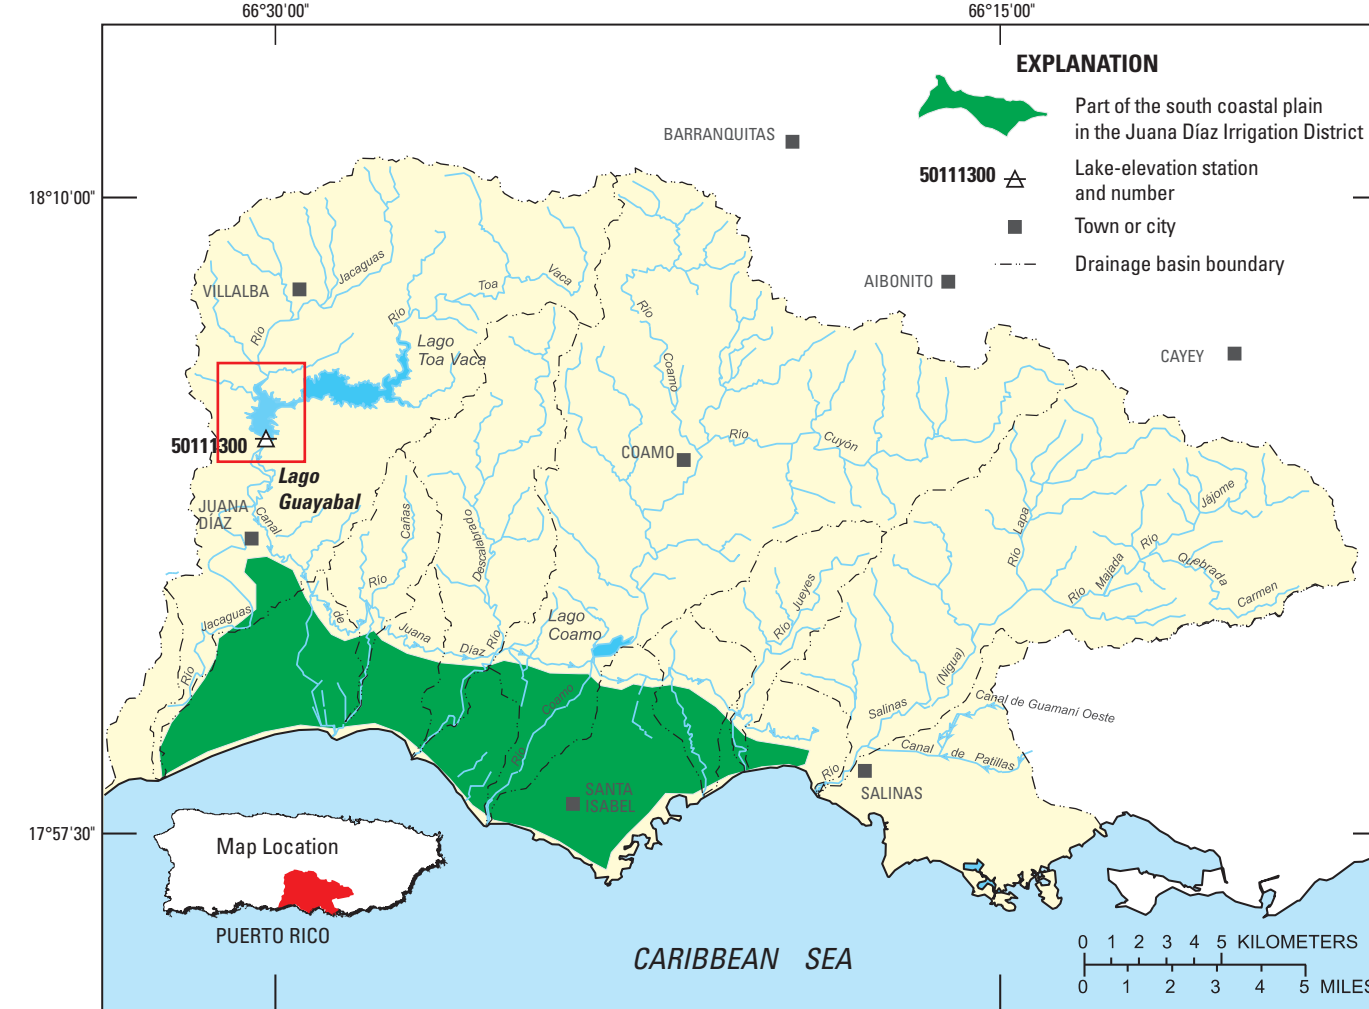 66°30'00"
66°15'00"
EXPLANATION
Part of the south coastal plain
in the Juana Díaz Irrigation District
50111300
Lake-elevation station
and number
Town or city
Drainage basin boundary
BARRANQUITAS
18°10'00"
AIBONITO
CAYEY
VILLALBA
Río
Jacaguas
Río
Toa
Vaca
Lago
Toa Vaca
Río
Coamo
50111300
Lago
Guayabal
COAMO
Río
Cuyón
JUANA
DÍAZ
Canal
de
Juana
Díaz
Río
Cañas
Río
Descalabrado
Lago
Coamo
Río
Jueyes
Río
Lapa
Río
Majada
Río
Jájome
Quebrada
Carmen
Río
Jacaguas
Río
Coamo
SANTA
ISABEL
Río
Salinas
(Nigua)
Canal de Guamaní Oeste
Canal de Patillas
SALINAS
17°57'30"
Map Location
PUERTO RICO
CARIBBEAN SEA
0 1 2 3 4 5 KILOMETERS
0 1 2 3 4 5 MILES